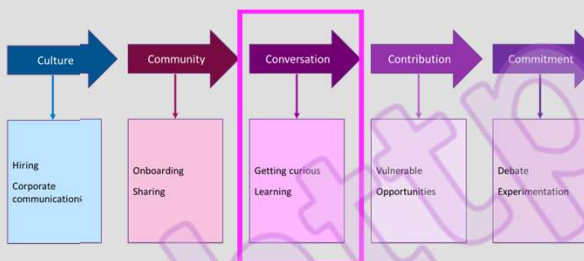 Culture
Community
Conversation
Contribution
Commitment
Hiring
Corporate
communications
Onboarding
Sharing
Getting curious
Learning
Vulnerable
Opportunities
Debate
Experimentation